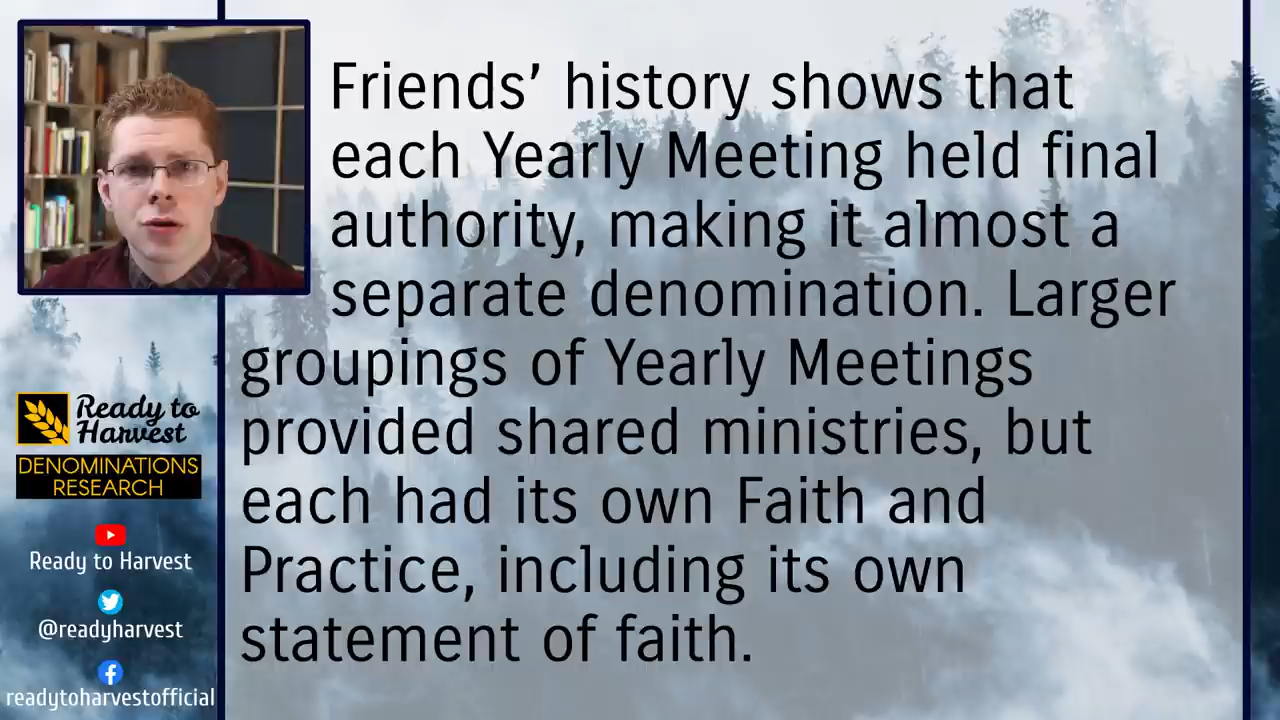 Friends’ history shows that
each Yearly Meeting held final
authority, making it almost a
separate denomination. Larger
groupings of Yearly Meetings
provided shared ministries, but
each had its own Faith and
Practice, including its own
statement of faith.
Ready to
Harvest
DENOMINATIONS
RESEARCH
Ready to Harvest
@readyharvest
readytoharvestofficial